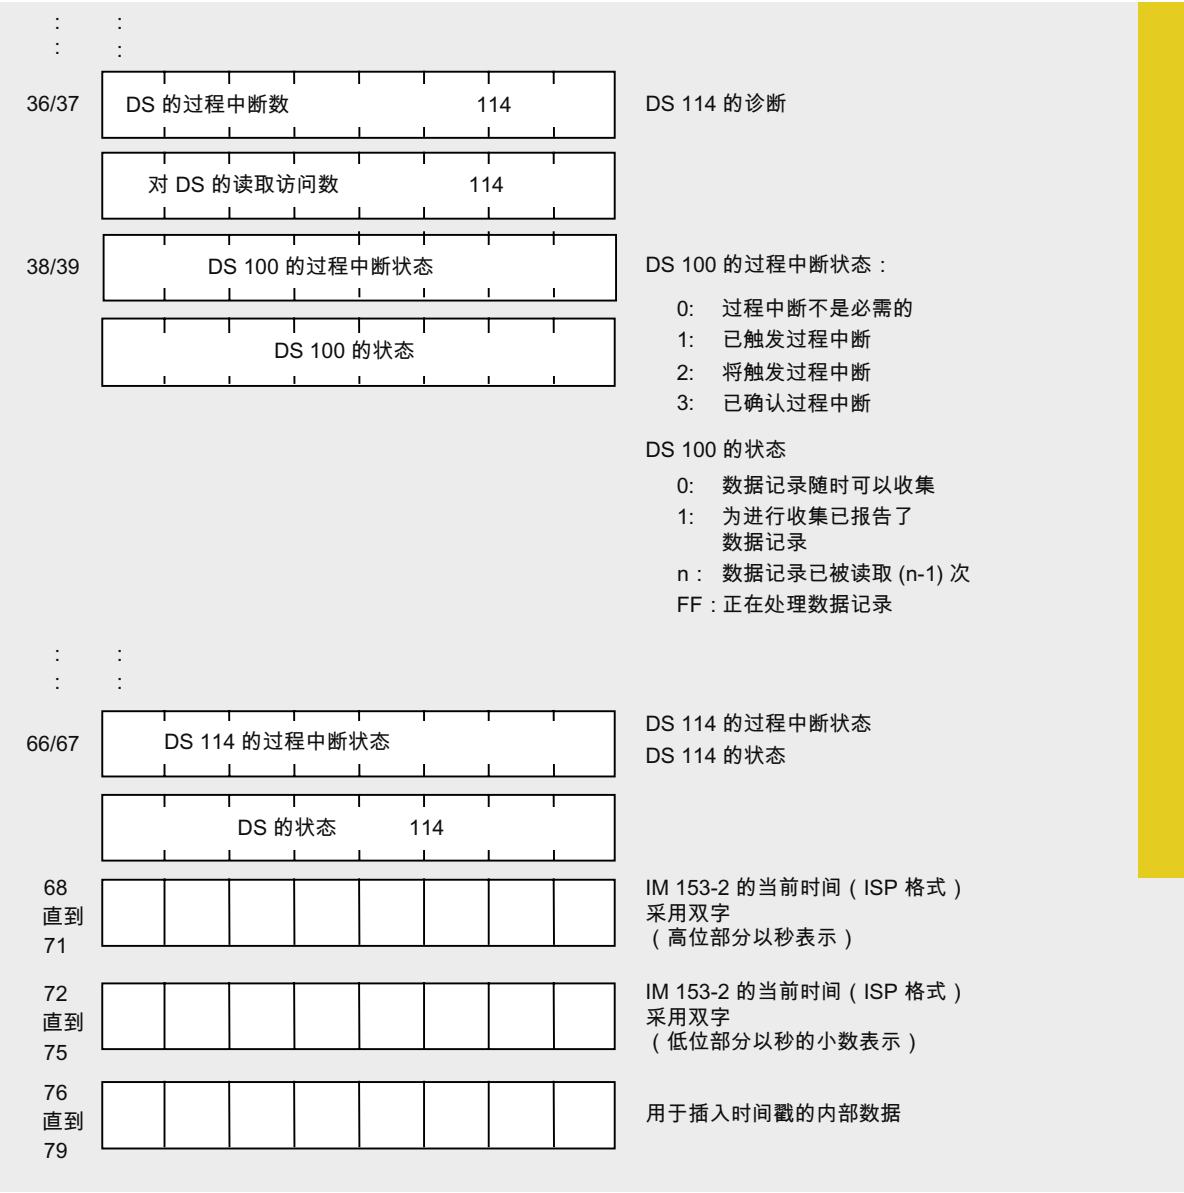 : :
: :
36/37 DS 的过程中断数 114 DS 114 的诊断
对 DS 的读取访问数 114
38/39 DS 100 的过程中断状态 DS 100 的过程中断状态：
0: 过程中断不是必需的
1: 已触发过程中断
2: 将触发过程中断
3: 已确认过程中断
DS 100 的状态
DS 100 的状态
0: 数据记录随时可以收集
1: 为进行收集已报告了
数据记录
n： 数据记录已被读取 (n-1) 次
FF：正在处理数据记录
: :
: :
66/67 DS 114 的过程中断状态 DS 114 的过程中断状态
DS 114 的状态
DS 的状态 114
68
直到
71
IM 153-2 的当前时间（ISP 格式）
采用双字
（高位部分以秒表示）
72
直到
75
IM 153-2 的当前时间（ISP 格式）
采用双字
（低位部分以秒的小数表示）
76
直到
79
用于插入时间戳的内部数据